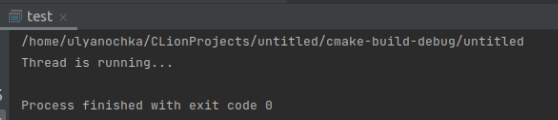 test
/home/ulyanochka/CLionProjects/untitled/cmake-build-debug/untitled
Thread is running...
Process finished with exit code 0